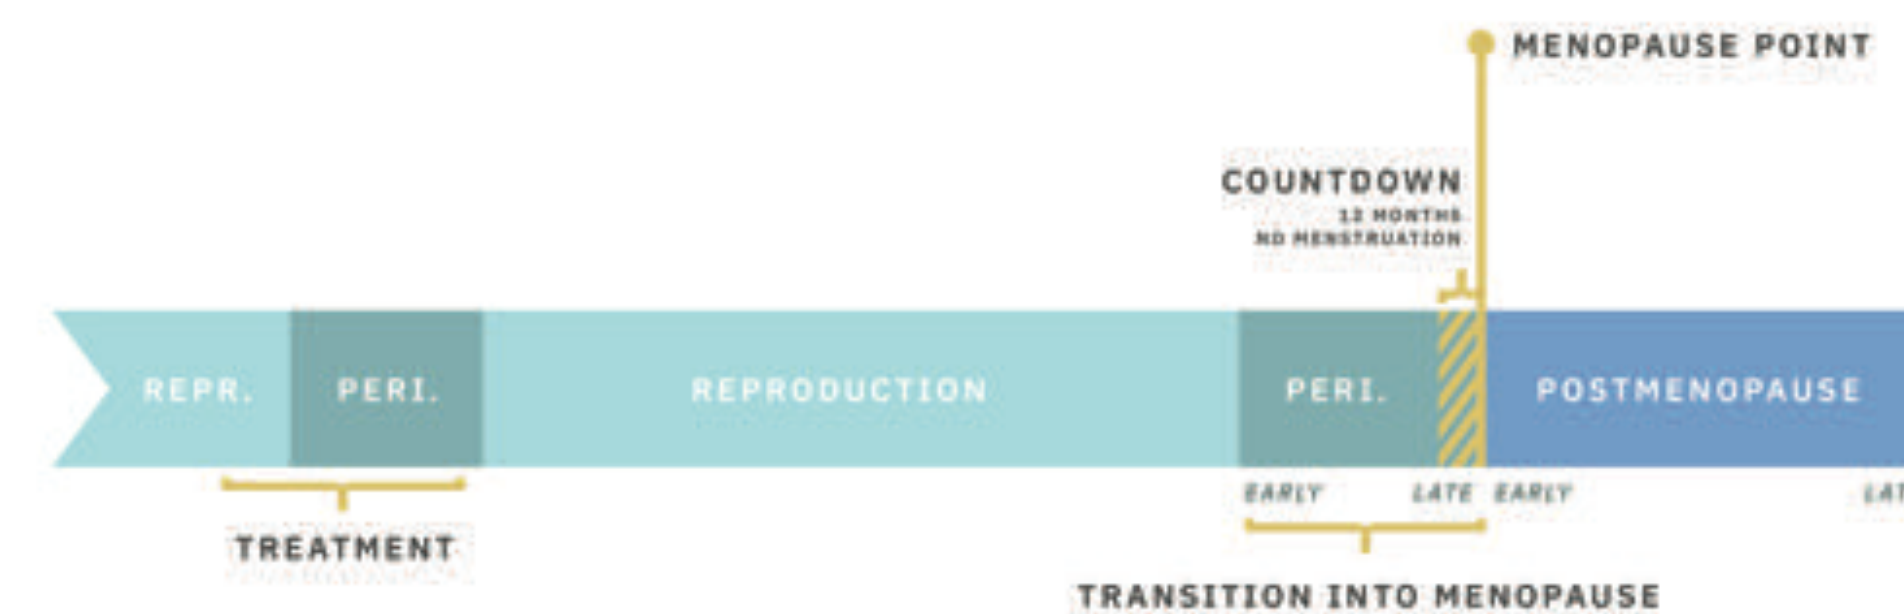 MENOPAUSE POINT
COUNTDOWN
12 MONTHS
NO MENSTRUATION
REPR. PERI. REPRODUCTION PERI. POSTMENOPAUSE
EARLY LATE EARLY LAT
TREATMENT
TRANSITION INTO MENOPAUSE